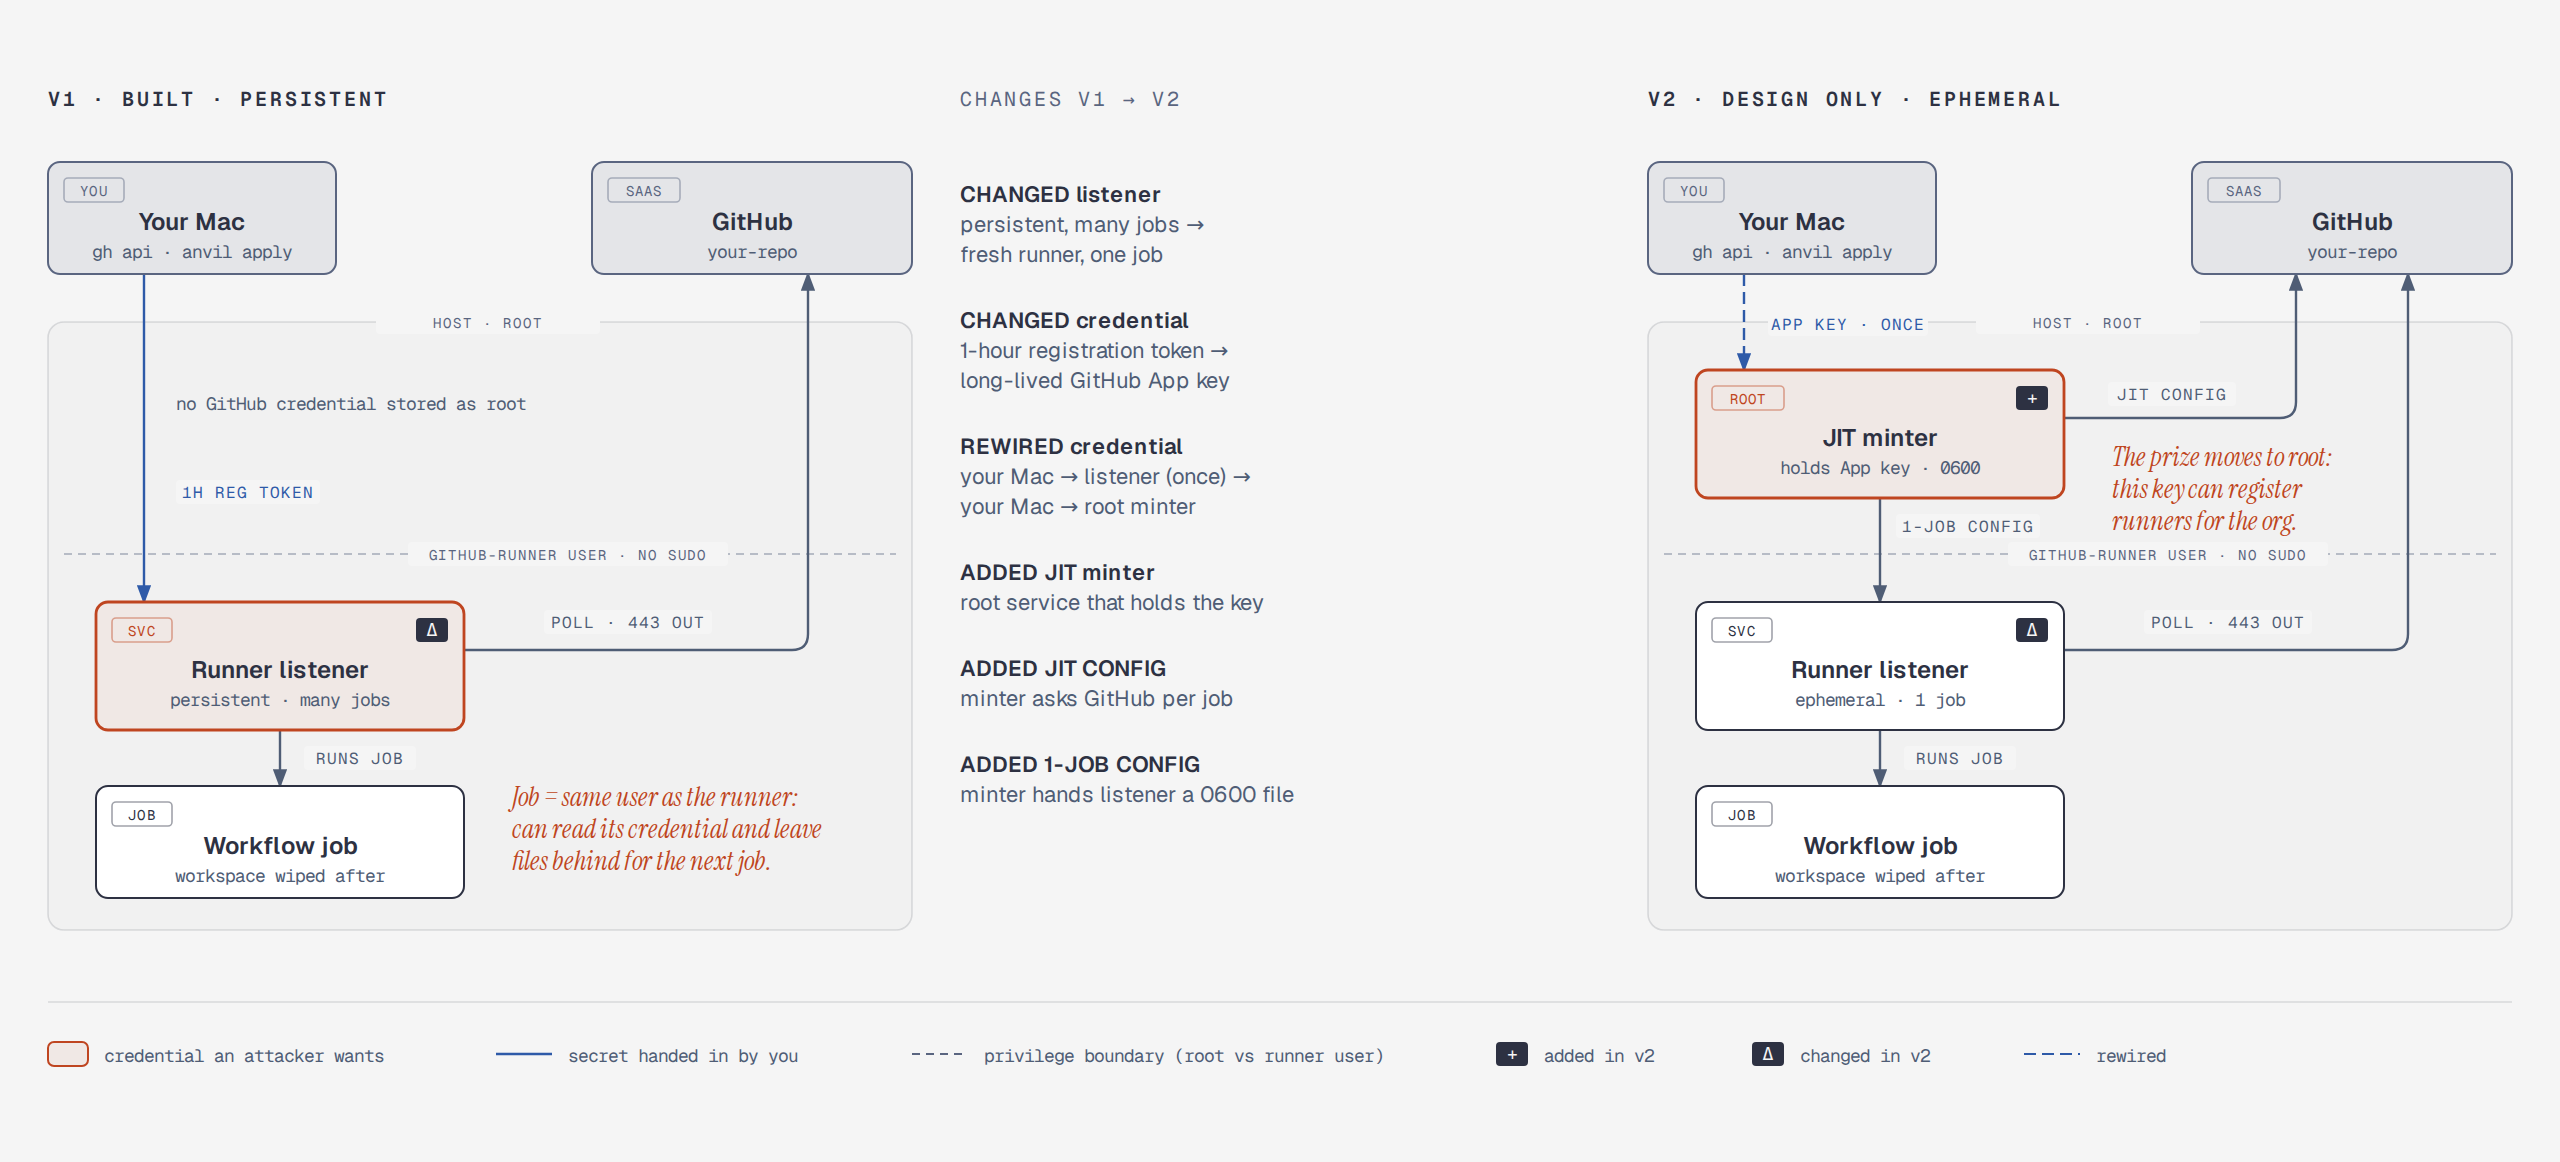 V1 · BUILT · PERSISTENT
YOU
Your Mac
gh api · anvil apply
SAAS
GitHub
your-repo
HOST · ROOT
no GitHub credential stored as root
1H REG TOKEN
GITHUB-RUNNER USER · NO SUDO
SVC
Δ
Runner listener
persistent · many jobs
POLL · 443 OUT
RUNS JOB
JOB
Workflow job
workspace wiped after
Job = same user as the runner:
can read its credential and leave
files behind for the next job.
CHANGES V1 → V2
CHANGED listener
persistent, many jobs →
fresh runner, one job
CHANGED credential
1-hour registration token →
long-lived GitHub App key
REWIRED credential
your Mac → listener (once) →
your Mac → root minter
ADDED JIT minter
root service that holds the key
ADDED JIT CONFIG
minter asks GitHub per job
ADDED 1-JOB CONFIG
minter hands listener a 0600 file
V2 · DESIGN ONLY · EPHEMERAL
YOU
Your Mac
gh api · anvil apply
SAAS
GitHub
your-repo
APP KEY · ONCE
HOST · ROOT
ROOT
+
JIT minter
holds App key · 0600
JIT CONFIG
The prize moves to root:
this key can register
runners for the org.
1-JOB CONFIG
GITHUB-RUNNER USER · NO SUDO
SVC
Δ
Runner listener
ephemeral · 1 job
POLL · 443 OUT
RUNS JOB
JOB
Workflow job
workspace wiped after
credential an attacker wants
secret handed in by you
privilege boundary (root vs runner user)
+ added in v2
Δ changed in v2
rewired